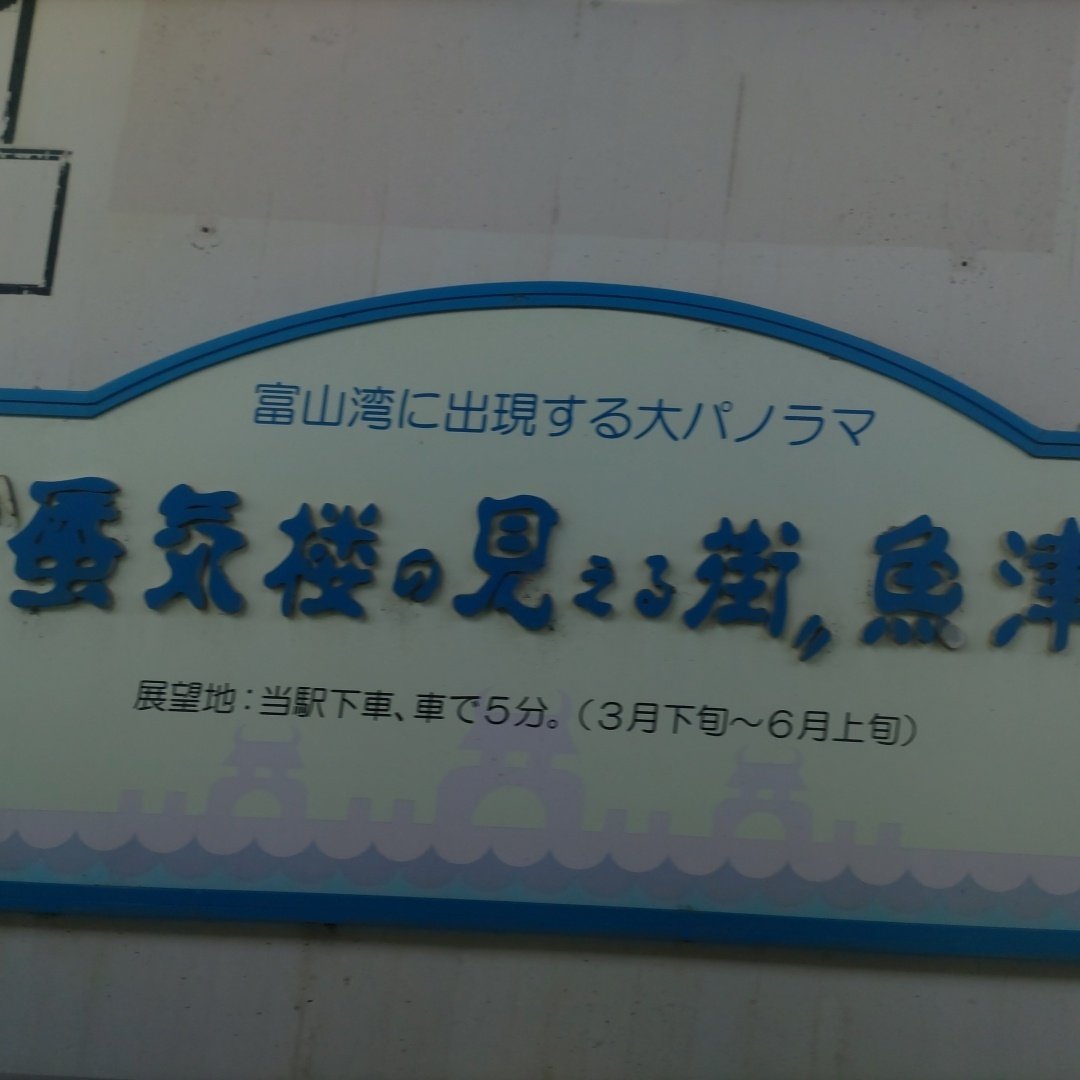 富山湾に出現する大パノラマ
〝蜃気楼の見える街〟魚津
展望地:当駅下車、車で5分。(3月下旬〜6月上旬)